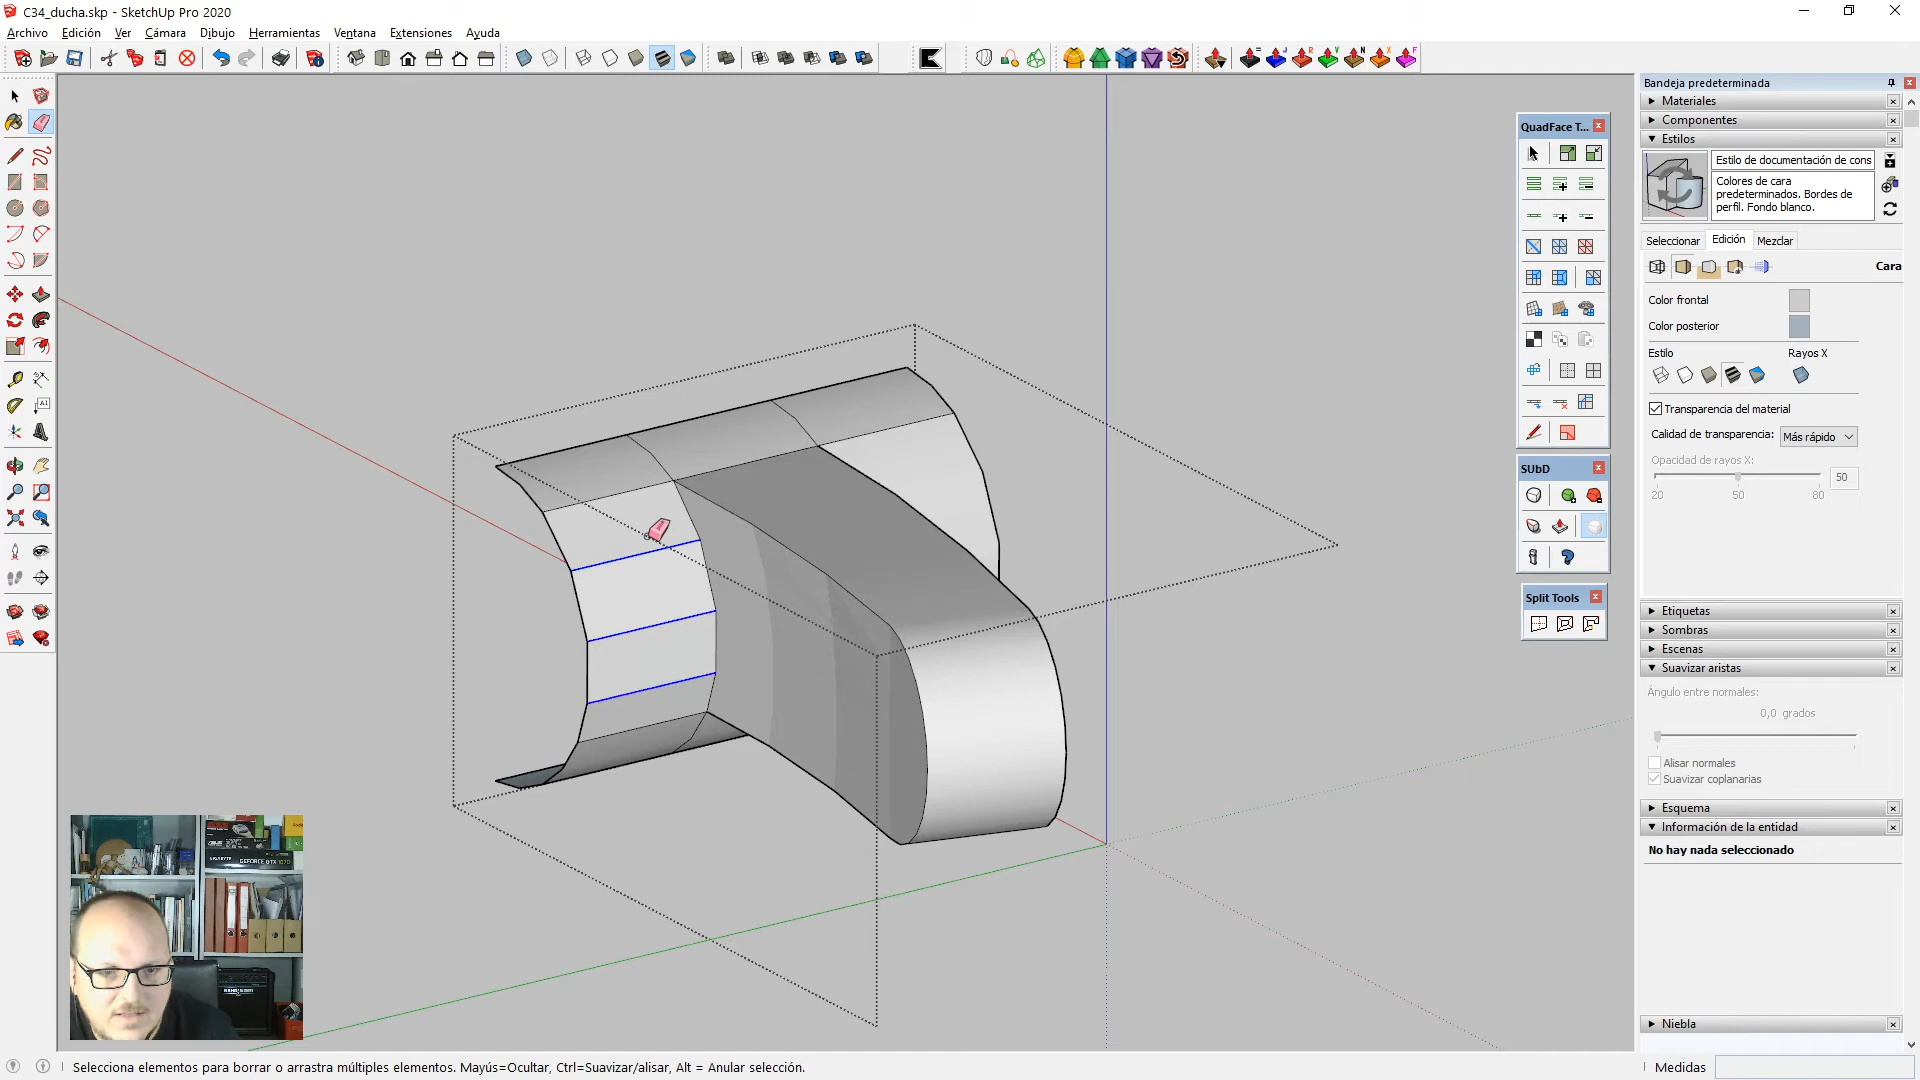 C34_ducha.skp - SketchUp Pro 2020
Archivo Edición Ver Cámara Dibujo Herramientas Ventana Extensiones Ayuda
Bandeja predeterminada
Materiales
Componentes
Estilos
Estilo de documentación de cons
Colores de cara
predeterminados. Bordes de
perfil. Fondo blanco.
Seleccionar Edición Mezclar
Cara
Color frontal
Color posterior
Estilo Rayos X
Transparencia del material
Calidad de transparencia: Más rápido
Opacidad de rayos X:
50
20 50 80
Etiquetas
Sombras
Escenas
Suavizar aristas
Ángulo entre normales:
0,0 grados
Alisar normales
Suavizar coplanarias
Esquema
Información de la entidad
No hay nada seleccionado
Niebla
QuadFace T...
SUbD
Split Tools
Selecciona elementos para borrar o arrastra múltiples elementos. Mayús=Ocultar, Ctrl=Suavizar/alisar, Alt = Anular selección.
Medidas